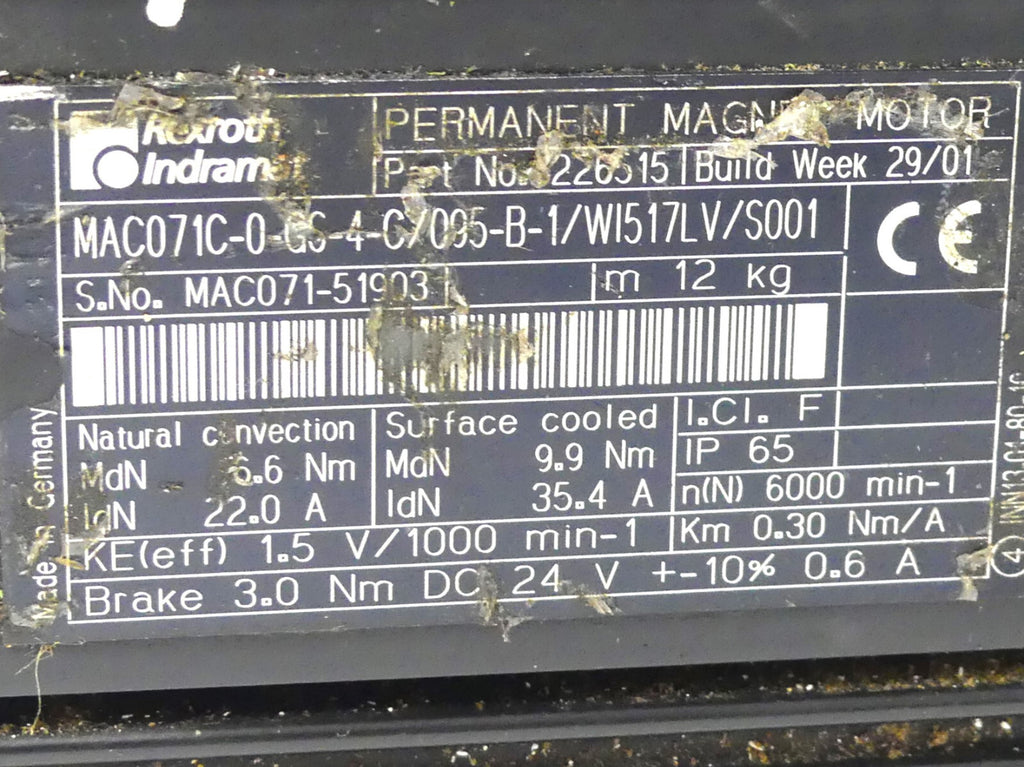 Rexroth
Indramat
PERMANENT MAGNET MOTOR
Part No. 226515 Build Week 29/01
MAC071C-0-GS-4-C/095-B-1/WI517LV/S001
S.No. MAC071-51903 m 12 kg
CE
Natural convection Surface cooled I.Cl. F
MdN 6.6 Nm MdN 9.9 Nm IP 65
IdN 22.0 A IdN 35.4 A n(N) 6000 min-1
KE(eff) 1.5 V/1000 min-1 Km 0.30 Nm/A
Brake 3.0 Nm DC 24 V +-10% 0.6 A
Made in Germany